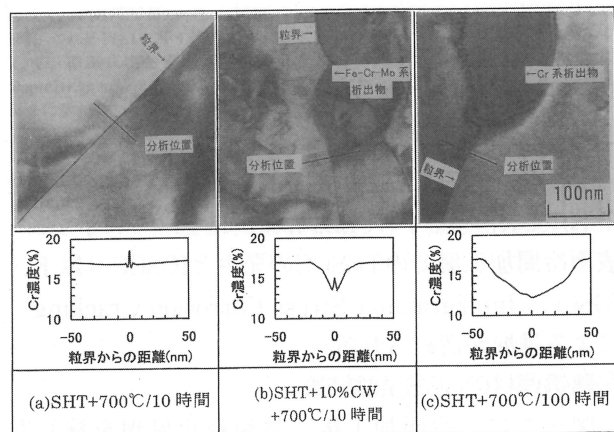 粒界→
分析位置
粒界→
←Fe-Cr-Mo系
析出物
分析位置
←Cr系析出物
粒界→
分析位置
100nm
Cr濃度(%)
20
15
10
-50
0
50
粒界からの距離(nm)
Cr濃度(%)
20
15
10
-50
0
50
粒界からの距離(nm)
Cr濃度(%)
20
15
10
-50
0
50
粒界からの距離(nm)
(a)SHT+700℃/10時間
(b)SHT+10%CW
+700℃/10時間
(c)SHT+700℃/100時間